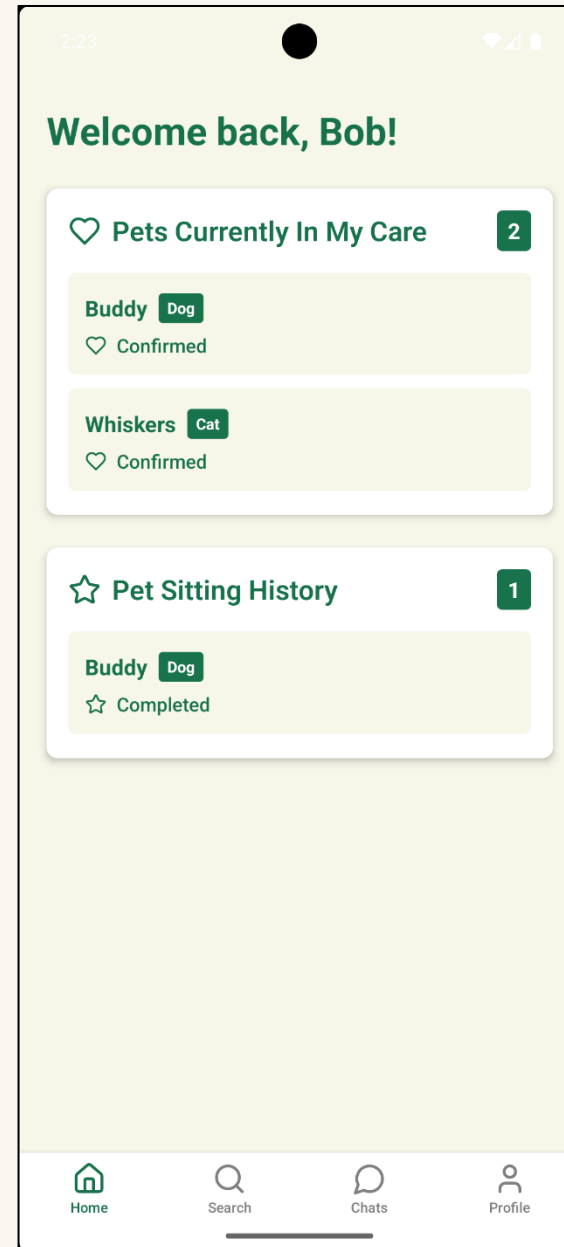 2:23
Welcome back, Bob!
Pets Currently In My Care 2
Buddy Dog
Confirmed
Whiskers Cat
Confirmed
Pet Sitting History 1
Buddy Dog
Completed
Home Search Chats Profile